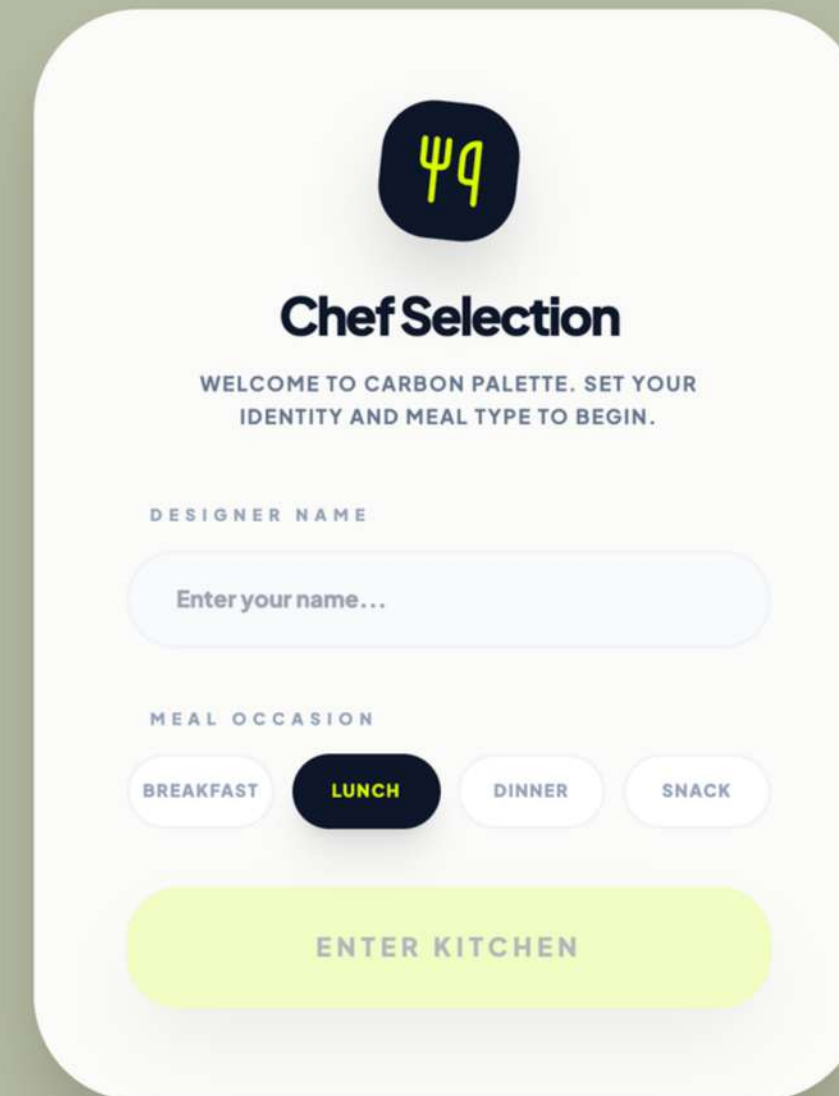 Chef Selection
WELCOME TO CARBON PALETTE. SET YOUR
IDENTITY AND MEAL TYPE TO BEGIN.
DESIGNER NAME
Enter your name...
MEAL OCCASION
BREAKFAST LUNCH DINNER SNACK
ENTER KITCHEN